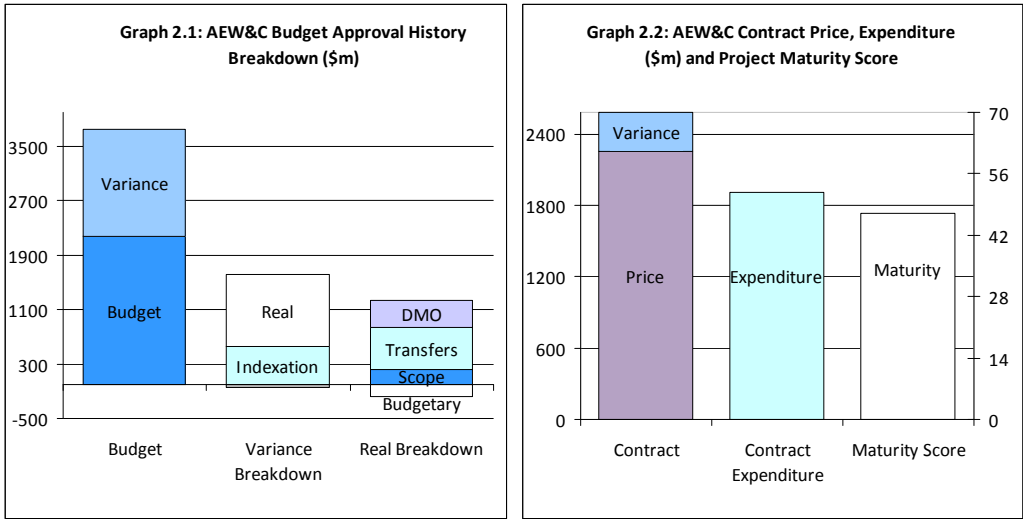 Graph 2.1: AEW&C Budget Approval History
Breakdown ($m)
3500
2700
1900
1100
300
-500
Variance
Budget
Real
Indexation
DMO
Transfers
Scope
Budgetary
Budget
Variance
Breakdown
Real Breakdown
Graph 2.2: AEW&C Contract Price, Expenditure
($m) and Project Maturity Score
2400
1800
1200
600
0
Variance
Price
Expenditure
Maturity
70
56
42
28
14
0
Contract
Contract
Expenditure
Maturity Score